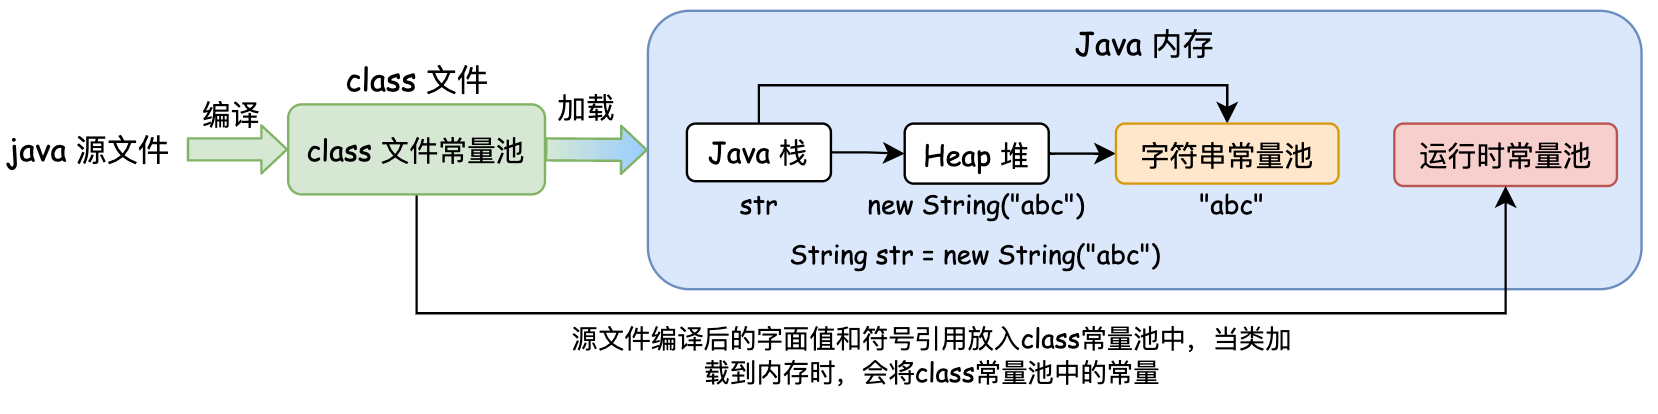 Java 内存
class 文件
编译
加载
java 源文件
class 文件常量池
Java 栈
Heap 堆
字符串常量池
运行时常量池
str
new String("abc")
"abc"
String str = new String("abc")
源文件编译后的字面值和符号引用放入class常量池中，当类加
载到内存时，会将class常量池中的常量